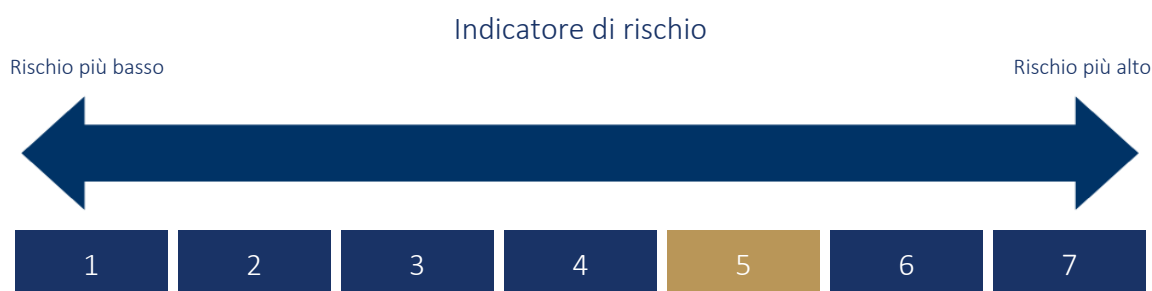 Indicatore di rischio
Rischio più basso
Rischio più alto
1 2 3 4 5 6 7